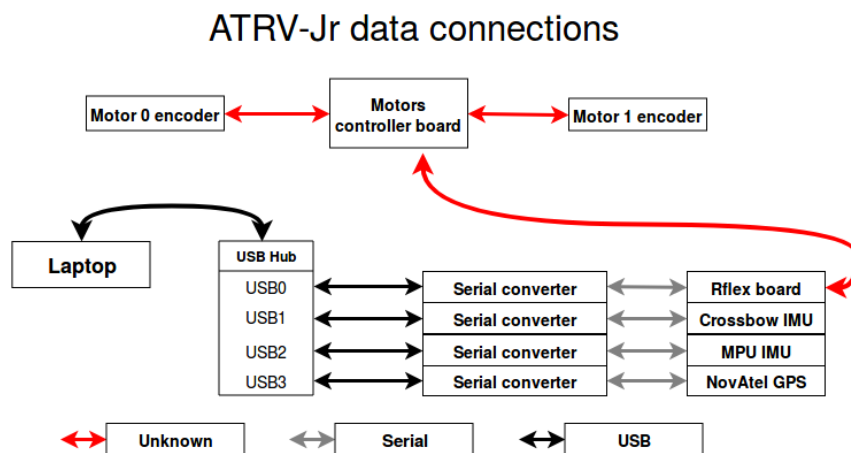 ATRV-Jr data connections
Motor 0 encoder
Motors
controller board
Motor 1 encoder
Laptop
USB Hub
USB0
Serial converter
Rflex board
USB1
Serial converter
Crossbow IMU
USB2
Serial converter
MPU IMU
USB3
Serial converter
NovAtel GPS
Unknown
Serial
USB